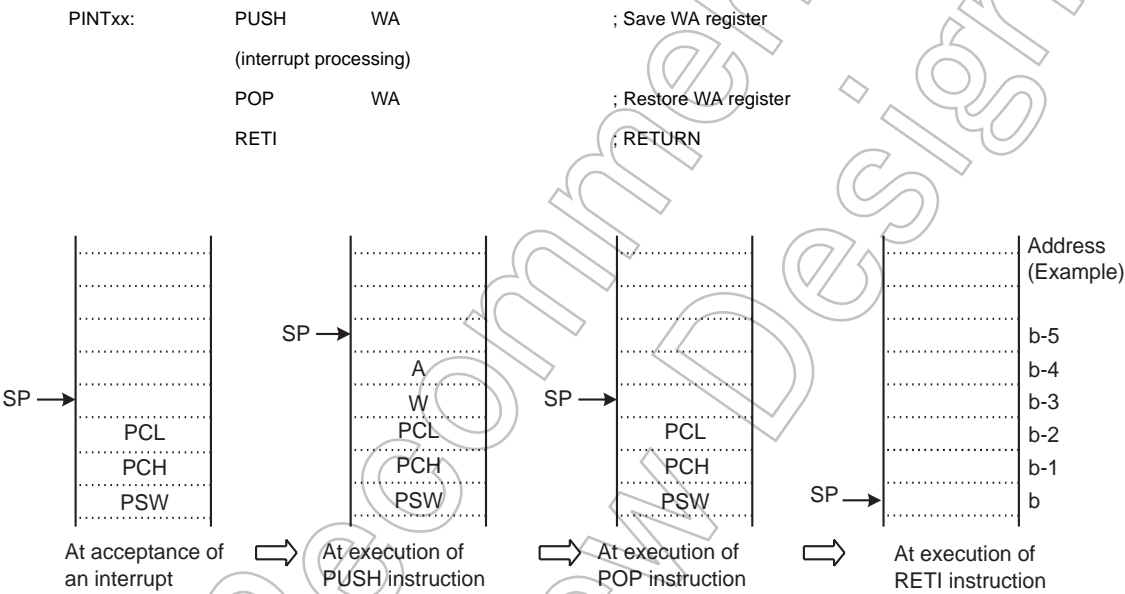 PINTxx: PUSH WA ; Save WA register
(interrupt processing)
POP WA ; Restore WA register
RETI ; RETURN
Address
(Example)
SP
b-5
A
b-4
SP
W
SP
b-3
PCL
PCL
PCL
b-2
PCH
PCH
PCH
b-1
PSW
PSW
PSW
SP
b
At acceptance of
an interrupt
At execution of
PUSH instruction
At execution of
POP instruction
At execution of
RETI instruction